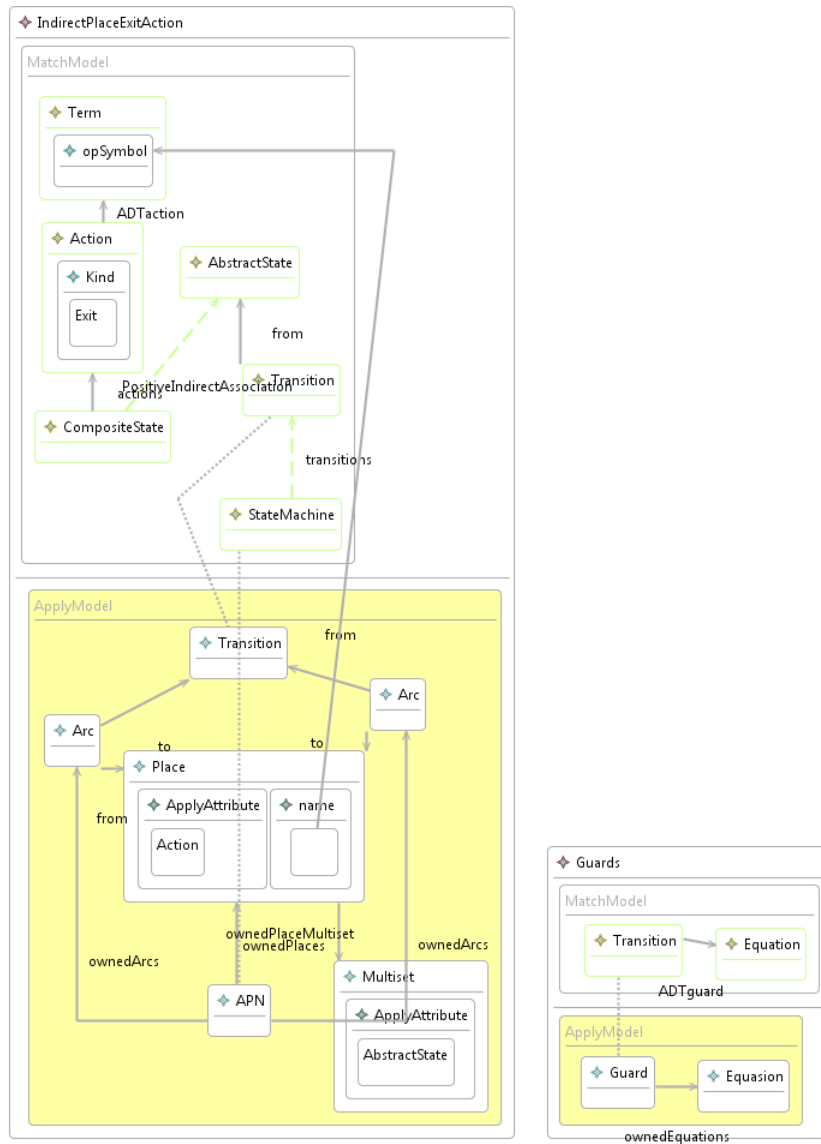 IndirectPlaceExitAction
MatchModel
Term
opSymbol
ADTaction
Action
Kind
Exit
AbstractState
from
PositiveIndirectAssociation
actions
Transition
CompositeState
transitions
StateMachine
ApplyModel
Transition
from
Arc
Arc
to
to
Place
ApplyAttribute
name
Action
from
ownedPlaceMultiset
ownedPlaces
ownedArcs
ownedArcs
Multiset
APN
ApplyAttribute
AbstractState
Guards
MatchModel
Transition
Equation
ADTguard
ApplyModel
Guard
Equasion
ownedEquations